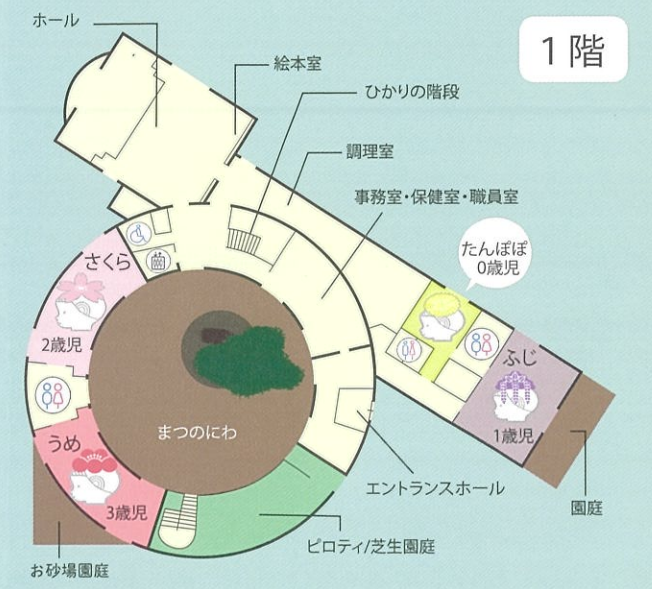 ホール
1階
絵本室
ひかりの階段
調理室
事務室・保健室・職員室
たんぽぽ
0歳児
さくら
2歳児
ふじ
1歳児
まつのにわ
うめ
3歳児
エントランスホール
園庭
ピロティ/芝生園庭
お砂場園庭